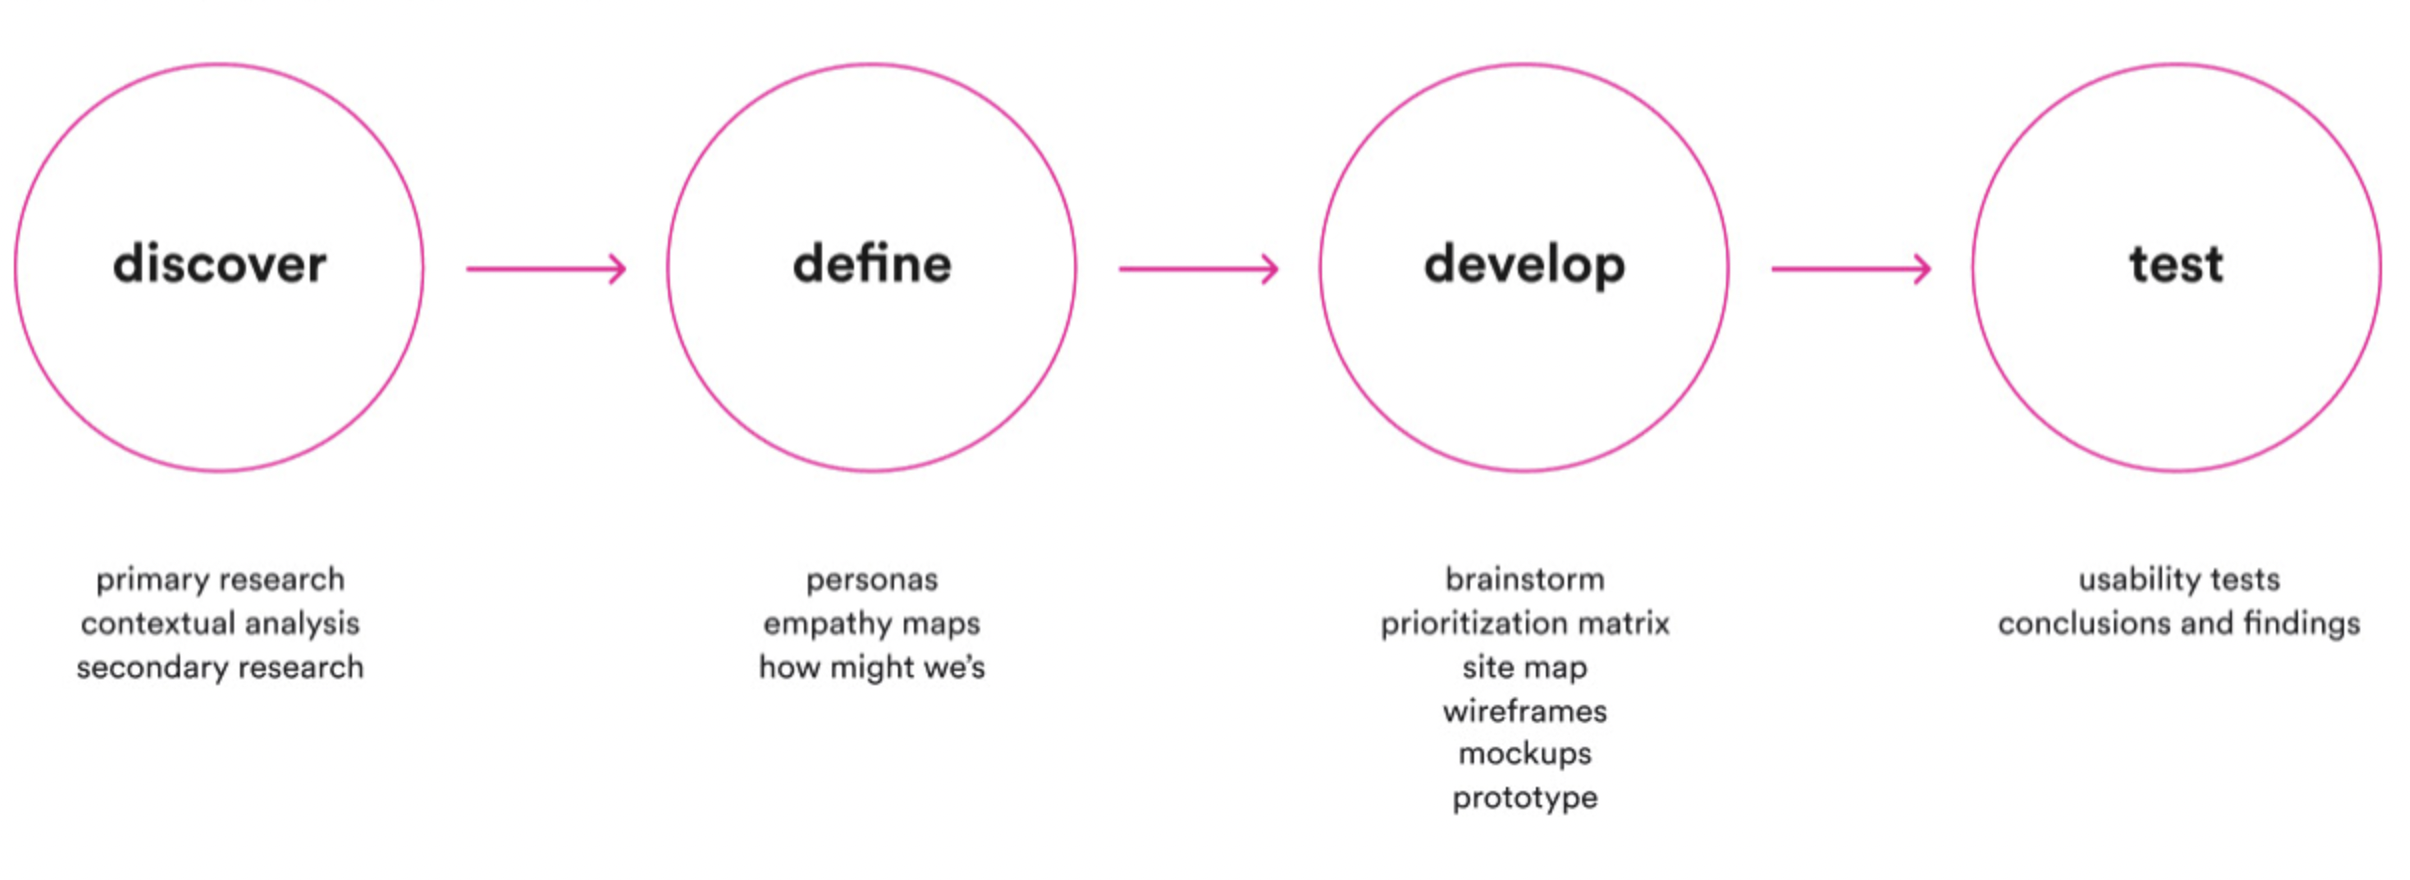 discover
define
develop
test
primary research
contextual analysis
secondary research
personas
empathy maps
how might we’s
brainstorm
prioritization matrix
site map
wireframes
mockups
prototype
usability tests
conclusions and findings